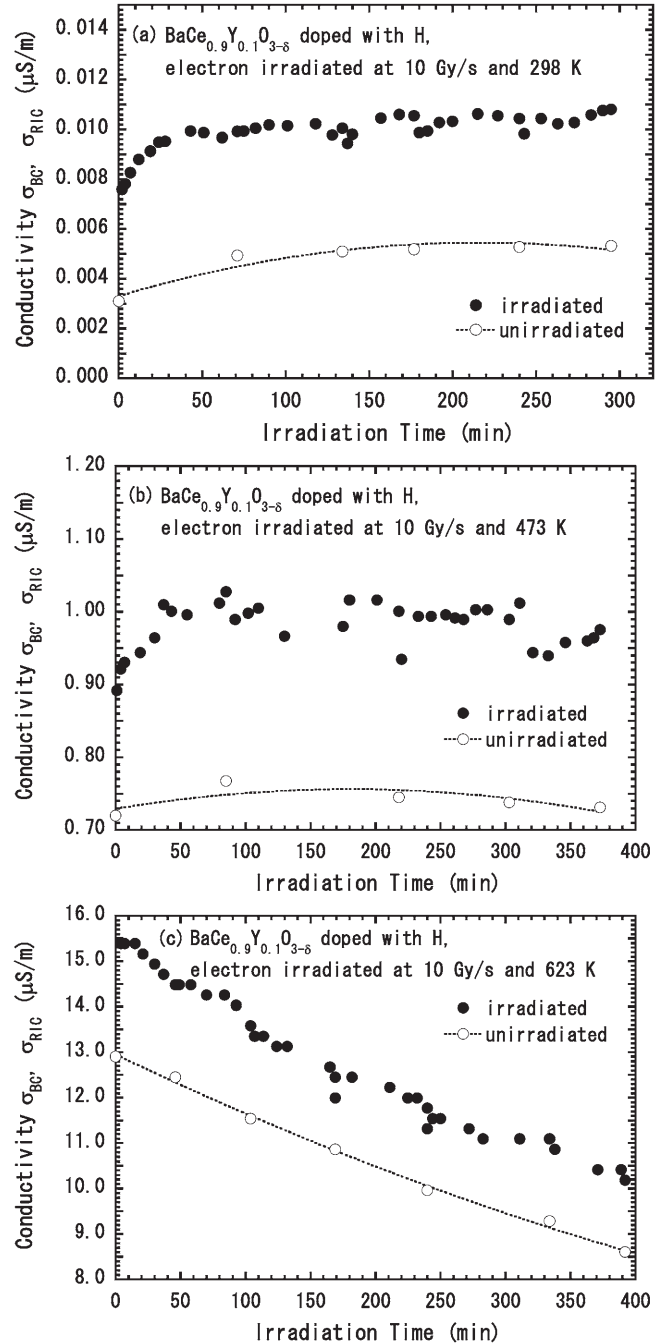 (a) BaCe0.9Y0.1O3-δ doped with H,
electron irradiated at 10 Gy/s and 298 K
Conductivity σBC, σRIC (μS/m)
0.014
0.012
0.010
0.008
0.006
0.004
0.002
0.000
irradiated
unirradiated
0 50 100 150 200 250 300
Irradiation Time (min)
(b) BaCe0.9Y0.1O3-δ doped with H,
electron irradiated at 10 Gy/s and 473 K
Conductivity σBC, σRIC (μS/m)
1.20
1.10
1.00
0.90
0.80
0.70
irradiated
unirradiated
0 50 100 150 200 250 300 350 400
Irradiation Time (min)
(c) BaCe0.9Y0.1O3-δ doped with H,
electron irradiated at 10 Gy/s and 623 K
Conductivity σBC, σRIC (μS/m)
16.0
15.0
14.0
13.0
12.0
11.0
10.0
9.0
8.0
irradiated
unirradiated
0 50 100 150 200 250 300 350 400
Irradiation Time (min)